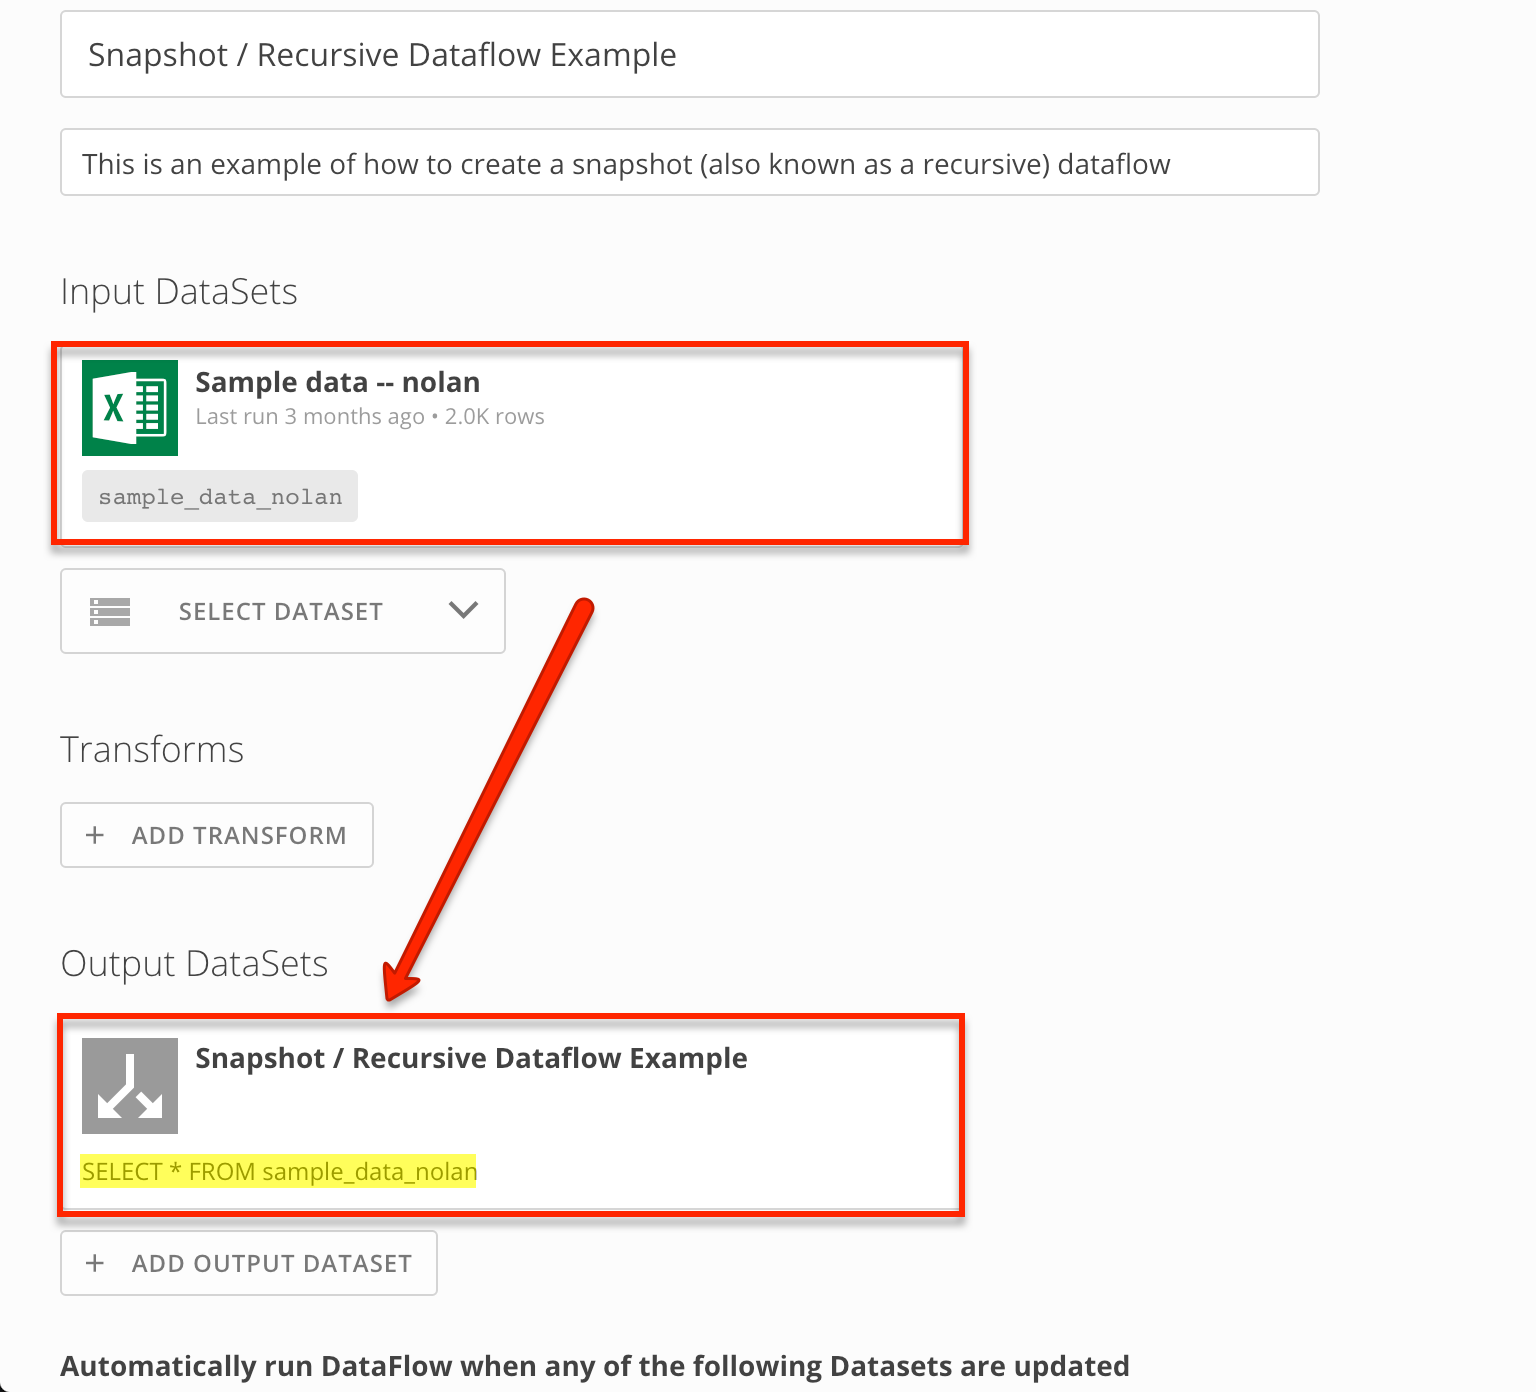 Snapshot / Recursive Dataflow Example
This is an example of how to create a snapshot (also known as a recursive) dataflow
Input DataSets
X
Sample data -- nolan
Last run 3 months ago • 2.0K rows
sample_data_nolan
SELECT DATASET
Transforms
+ ADD TRANSFORM
Output DataSets
Snapshot / Recursive Dataflow Example
SELECT * FROM sample_data_nolan
+ ADD OUTPUT DATASET
Automatically run DataFlow when any of the following Datasets are updated